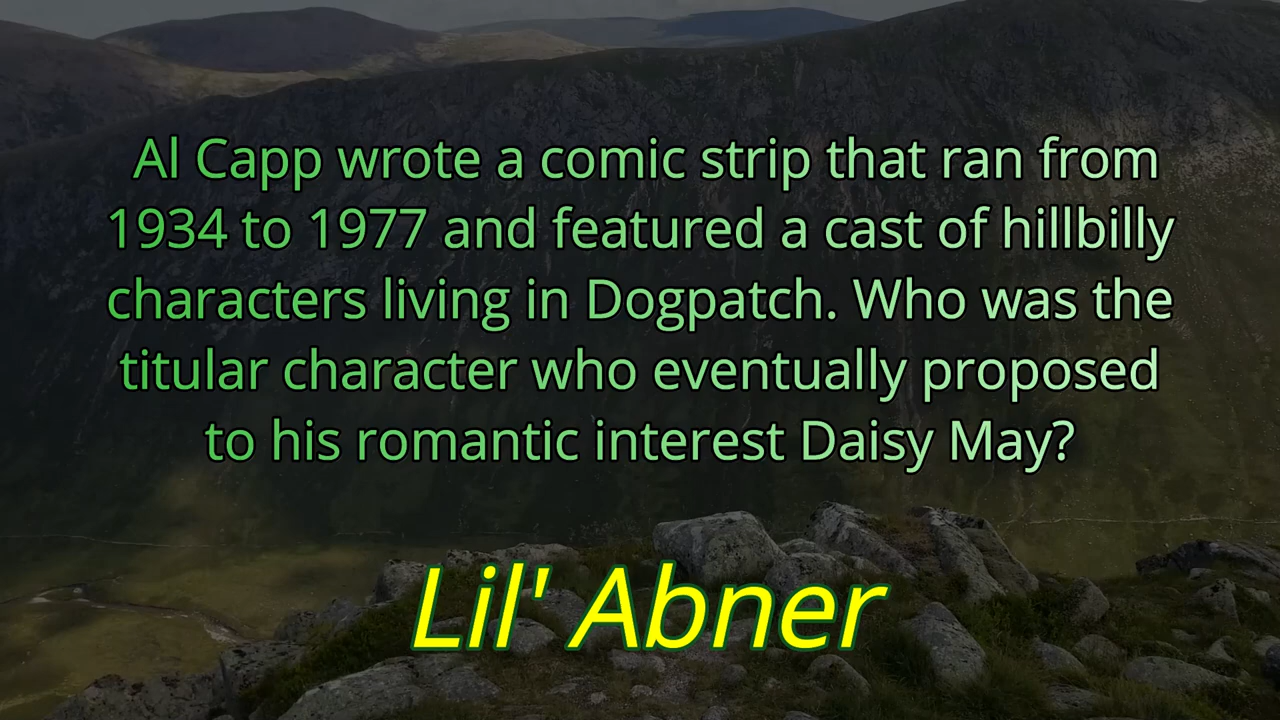 Al Capp wrote a comic strip that ran from
1934 to 1977 and featured a cast of hillbilly
characters living in Dogpatch. Who was the
titular character who eventually proposed
to his romantic interest Daisy May?
Lil' Abner